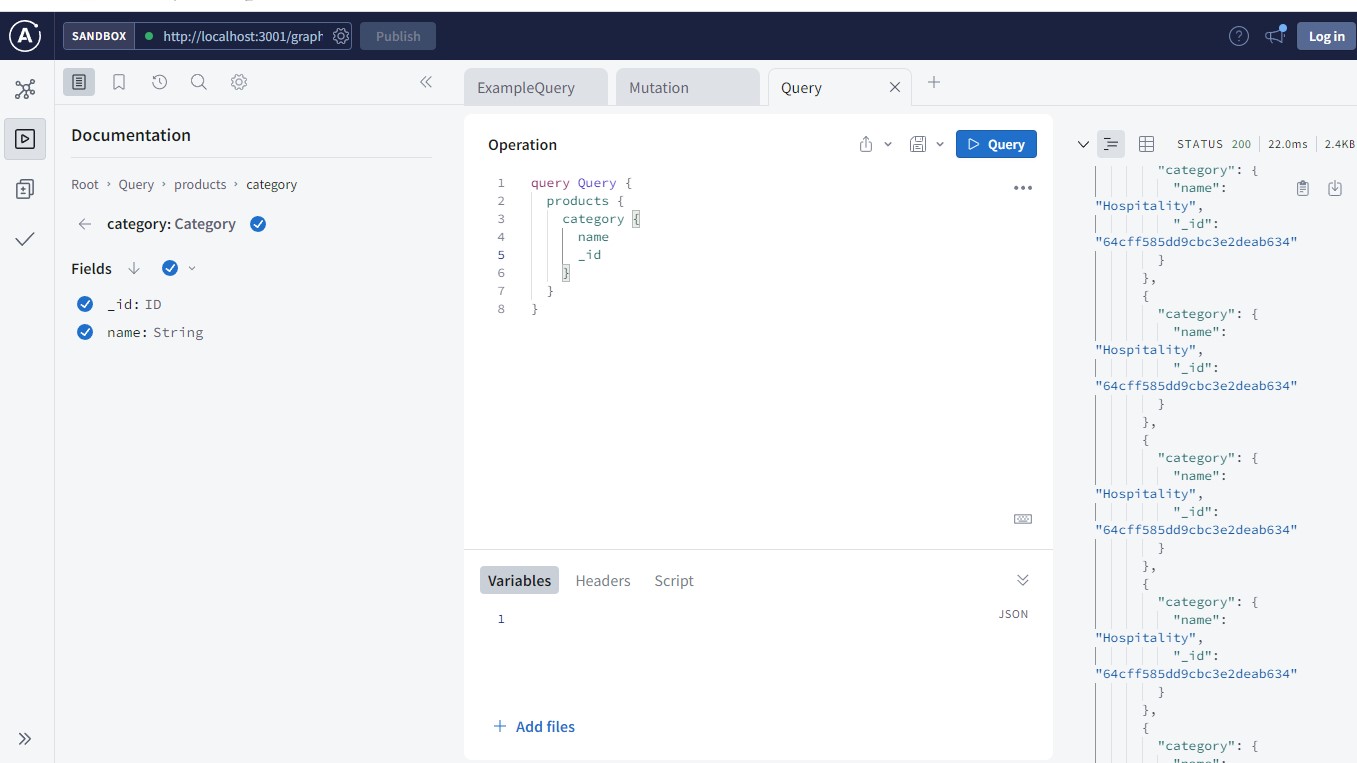 SANDBOX
http://localhost:3001/graph
Publish
Log in
Documentation
Root › Query › products › category
category: Category
Fields
_id: ID
name: String
ExampleQuery
Mutation
Query
Operation
Query
1 query Query {
2 products {
3 category {
4 name
5 _id
6 }
7 }
8 }
Variables
Headers
Script
1
JSON
Add files
STATUS 200
22.0ms
2.4KB
"category": {
"name":
"Hospitality",
"_id":
"64cff585dd9cbc3e2deab634"
}
},
{
"category": {
"name":
"Hospitality",
"_id":
"64cff585dd9cbc3e2deab634"
}
},
{
"category": {
"name":
"Hospitality",
"_id":
"64cff585dd9cbc3e2deab634"
}
},
{
"category": {
"name":
"Hospitality",
"_id":
"64cff585dd9cbc3e2deab634"
}
},
{
"category": {
"name":